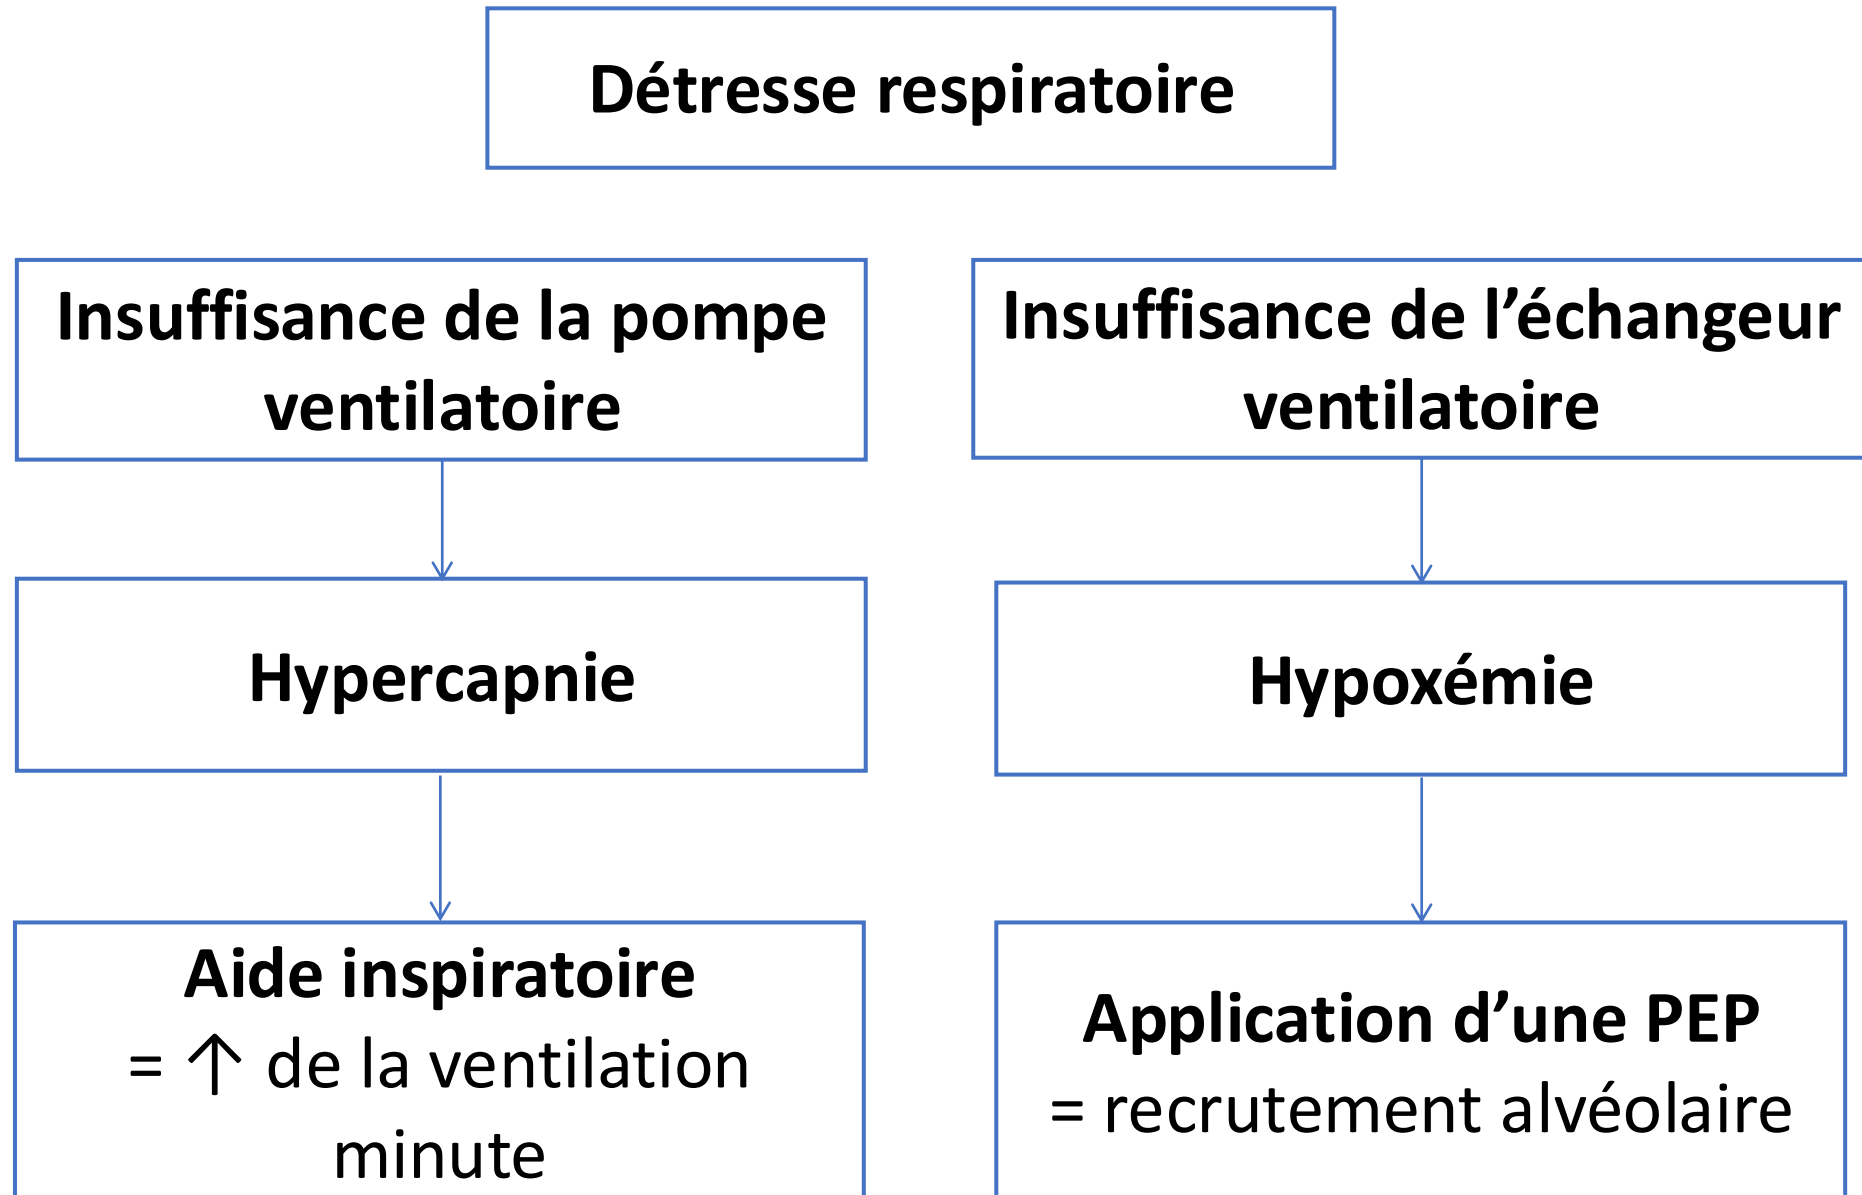 Détresse respiratoire
Insuffisance de la pompe
ventilatoire
Insuffisance de l’échangeur
ventilatoire
Hypercapnie
Hypoxémie
Aide inspiratoire
= ↑ de la ventilation
minute
Application d’une PEP
= recrutement alvéolaire